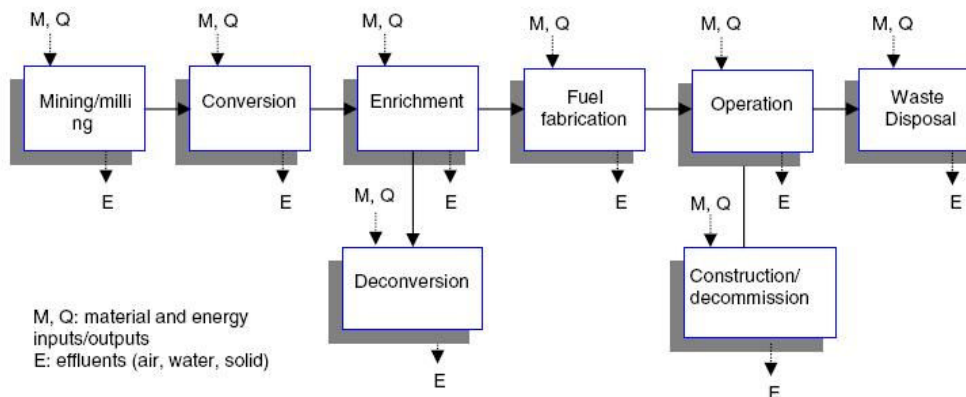 M, Q
M, Q
M, Q
M, Q
M, Q
M, Q
Mining/milli
ng
Conversion
Enrichment
Fuel
fabrication
Operation
Waste
Disposal
E
E
E
E
E
E
M, Q
M, Q
Deconversion
Construction/
decommission
M, Q: material and energy
inputs/outputs
E: effluents (air, water, solid)
E
E